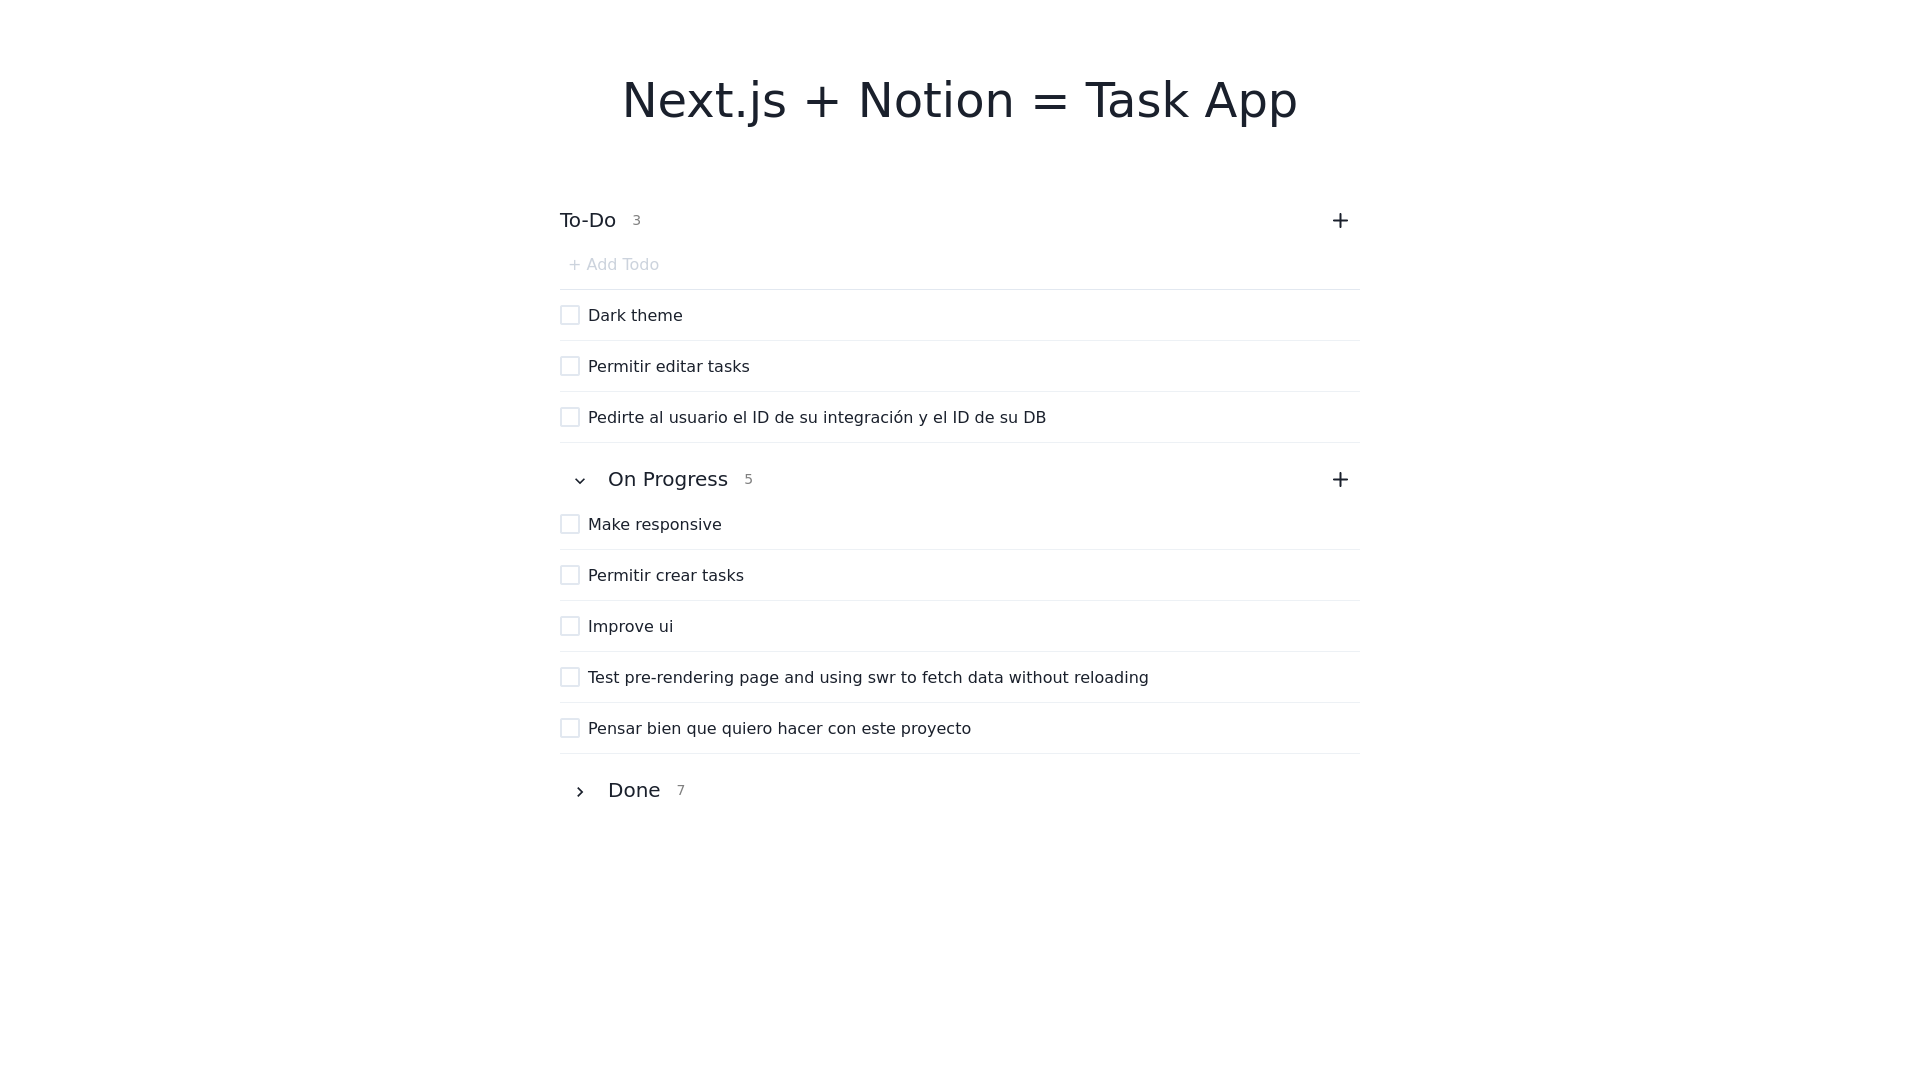 Next.js + Notion = Task App
To-Do 3
+ Add Todo
Dark theme
Permitir editar tasks
Pedirte al usuario el ID de su integración y el ID de su DB
On Progress 5
Make responsive
Permitir crear tasks
Improve ui
Test pre-rendering page and using swr to fetch data without reloading
Pensar bien que quiero hacer con este proyecto
Done 7